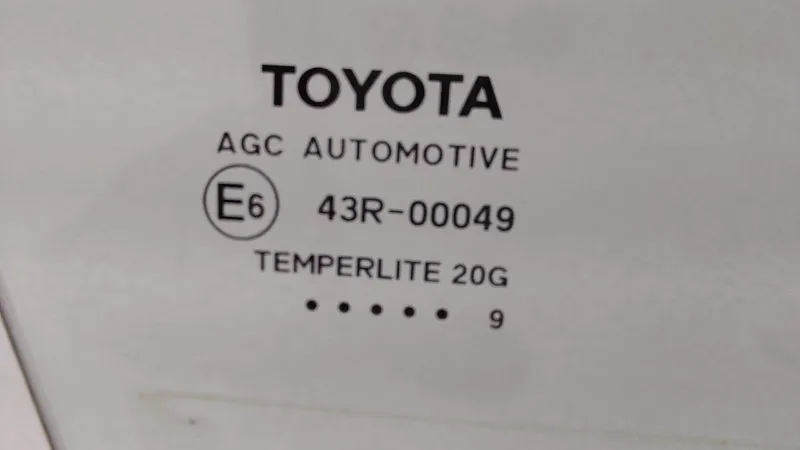 TOYOTA
AGC AUTOMOTIVE
E6 43R-00049
TEMPERLITE 20G
••••• 9